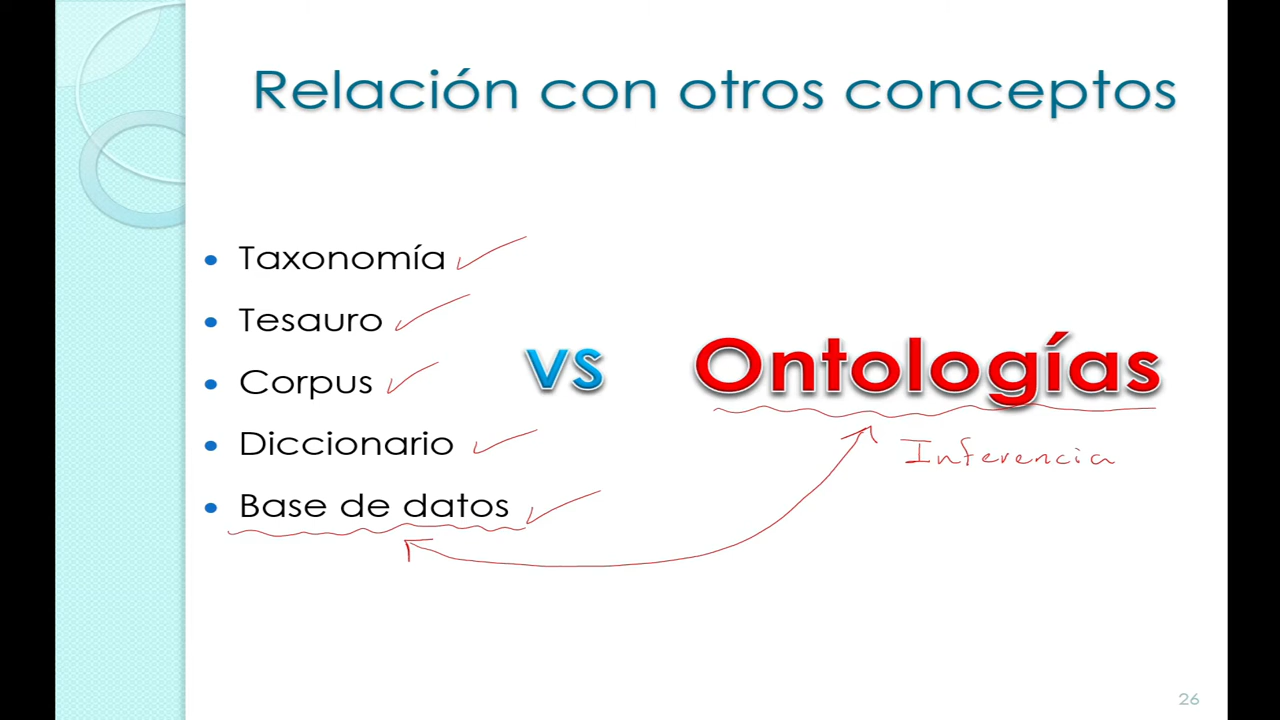 Relación con otros conceptos
• Taxonomía
• Tesauro
• Corpus
• Diccionario
• Base de datos
vs
Ontologías
Inferencia
26